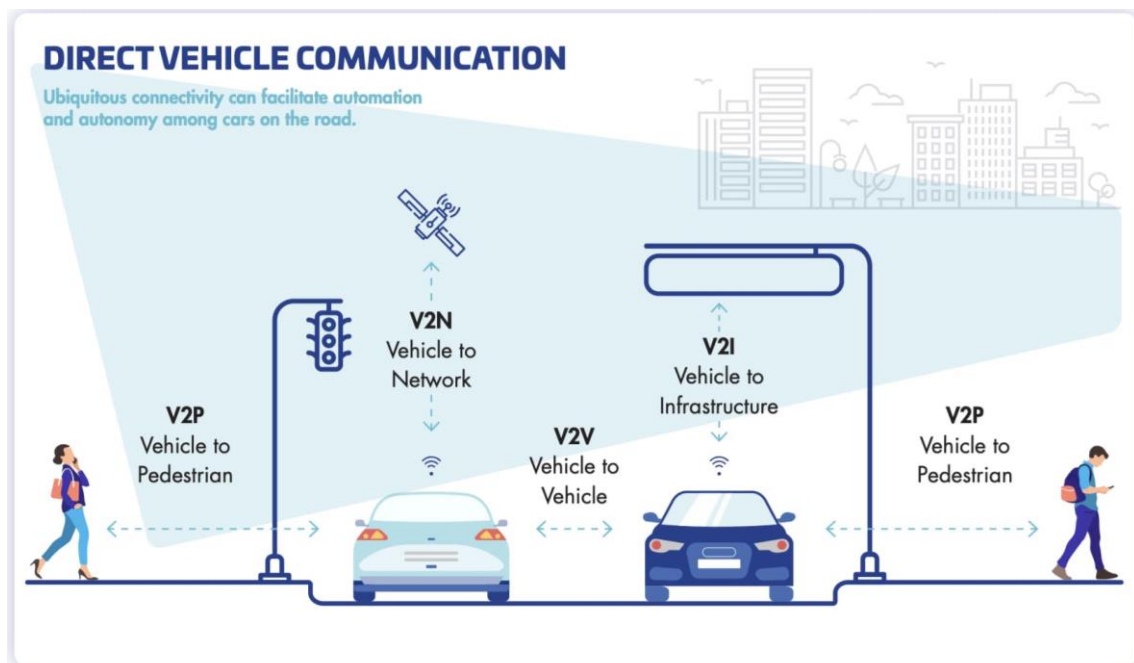 DIRECT VEHICLE COMMUNICATION
Ubiquitous connectivity can facilitate automation
and autonomy among cars on the road.
V2N
Vehicle to
Network
V2I
Vehicle to
Infrastructure
V2P
Vehicle to
Pedestrian
V2V
Vehicle to
Vehicle
V2P
Vehicle to
Pedestrian